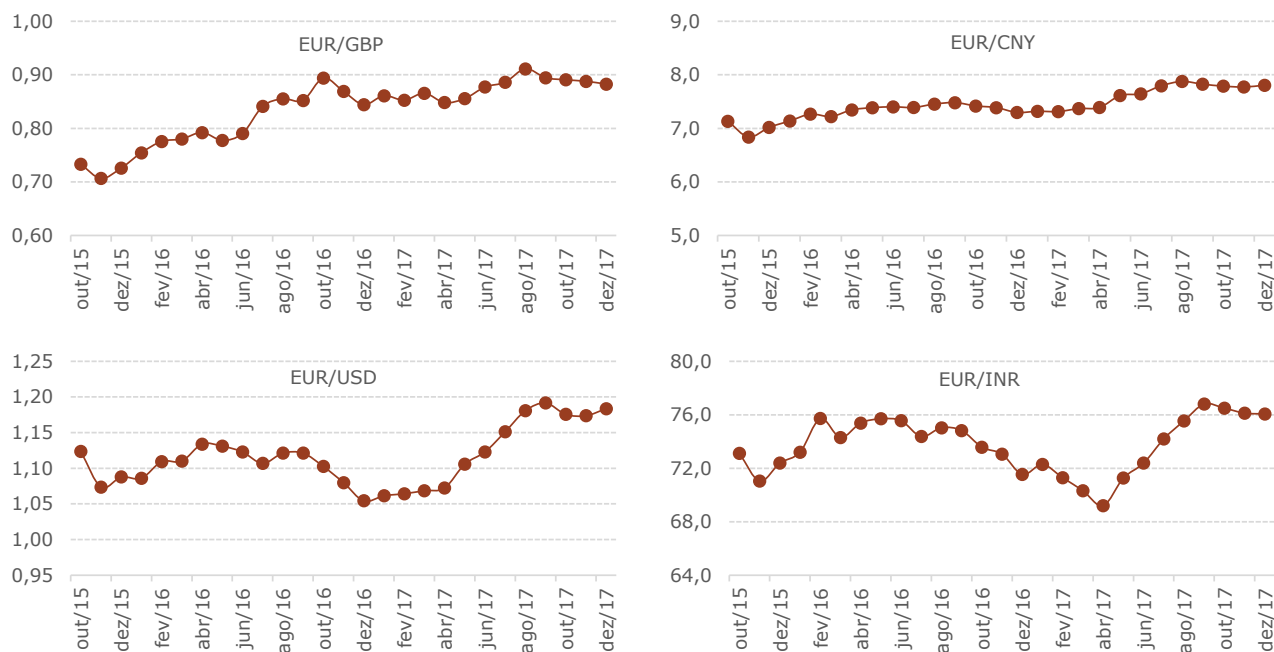 EUR/GBP
1,00
0,90
0,80
0,70
0,60
out/15
dez/15
fev/16
abr/16
jun/16
ago/16
out/16
dez/16
fev/17
abr/17
jun/17
ago/17
out/17
dez/17
EUR/CNY
9,0
8,0
7,0
6,0
5,0
out/15
dez/15
fev/16
abr/16
jun/16
ago/16
out/16
dez/16
fev/17
abr/17
jun/17
ago/17
out/17
dez/17
EUR/USD
1,25
1,20
1,15
1,10
1,05
1,00
0,95
out/15
dez/15
fev/16
abr/16
jun/16
ago/16
out/16
dez/16
fev/17
abr/17
jun/17
ago/17
out/17
dez/17
EUR/INR
80,0
76,0
72,0
68,0
64,0
out/15
dez/15
fev/16
abr/16
jun/16
ago/16
out/16
dez/16
fev/17
abr/17
jun/17
ago/17
out/17
dez/17